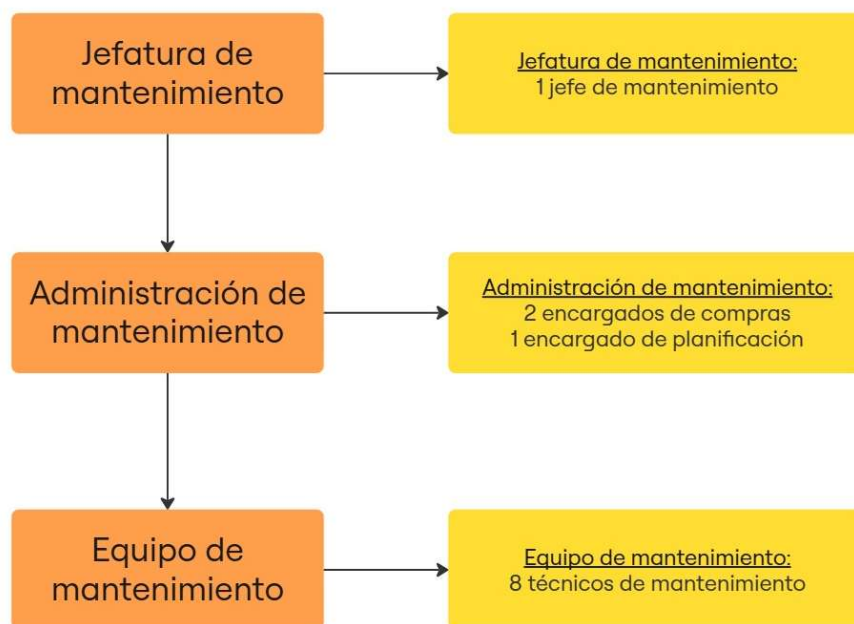 Jefatura de
mantenimiento
Jefatura de mantenimiento:
1 jefe de mantenimiento
Administración de
mantenimiento
Administración de mantenimiento:
2 encargados de compras
1 encargado de planificación
Equipo de
mantenimiento
Equipo de mantenimiento:
8 técnicos de mantenimiento